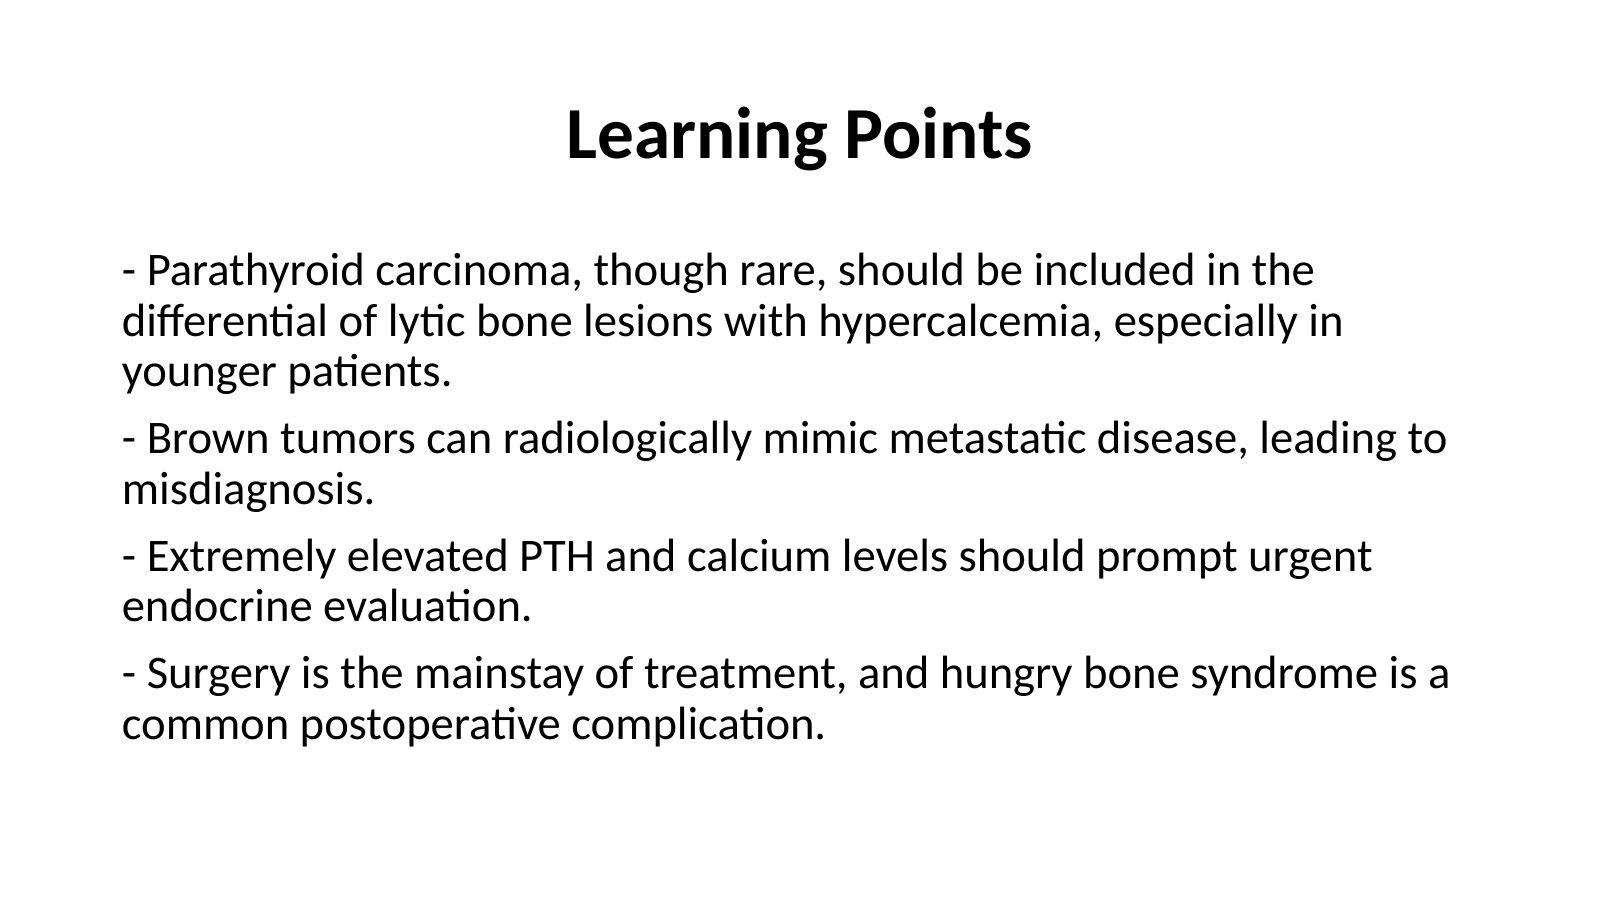 Learning Points
- Parathyroid carcinoma, though rare, should be included in the
differential of lytic bone lesions with hypercalcemia, especially in
younger patients.
- Brown tumors can radiologically mimic metastatic disease, leading to
misdiagnosis.
- Extremely elevated PTH and calcium levels should prompt urgent
endocrine evaluation.
- Surgery is the mainstay of treatment, and hungry bone syndrome is a
common postoperative complication.